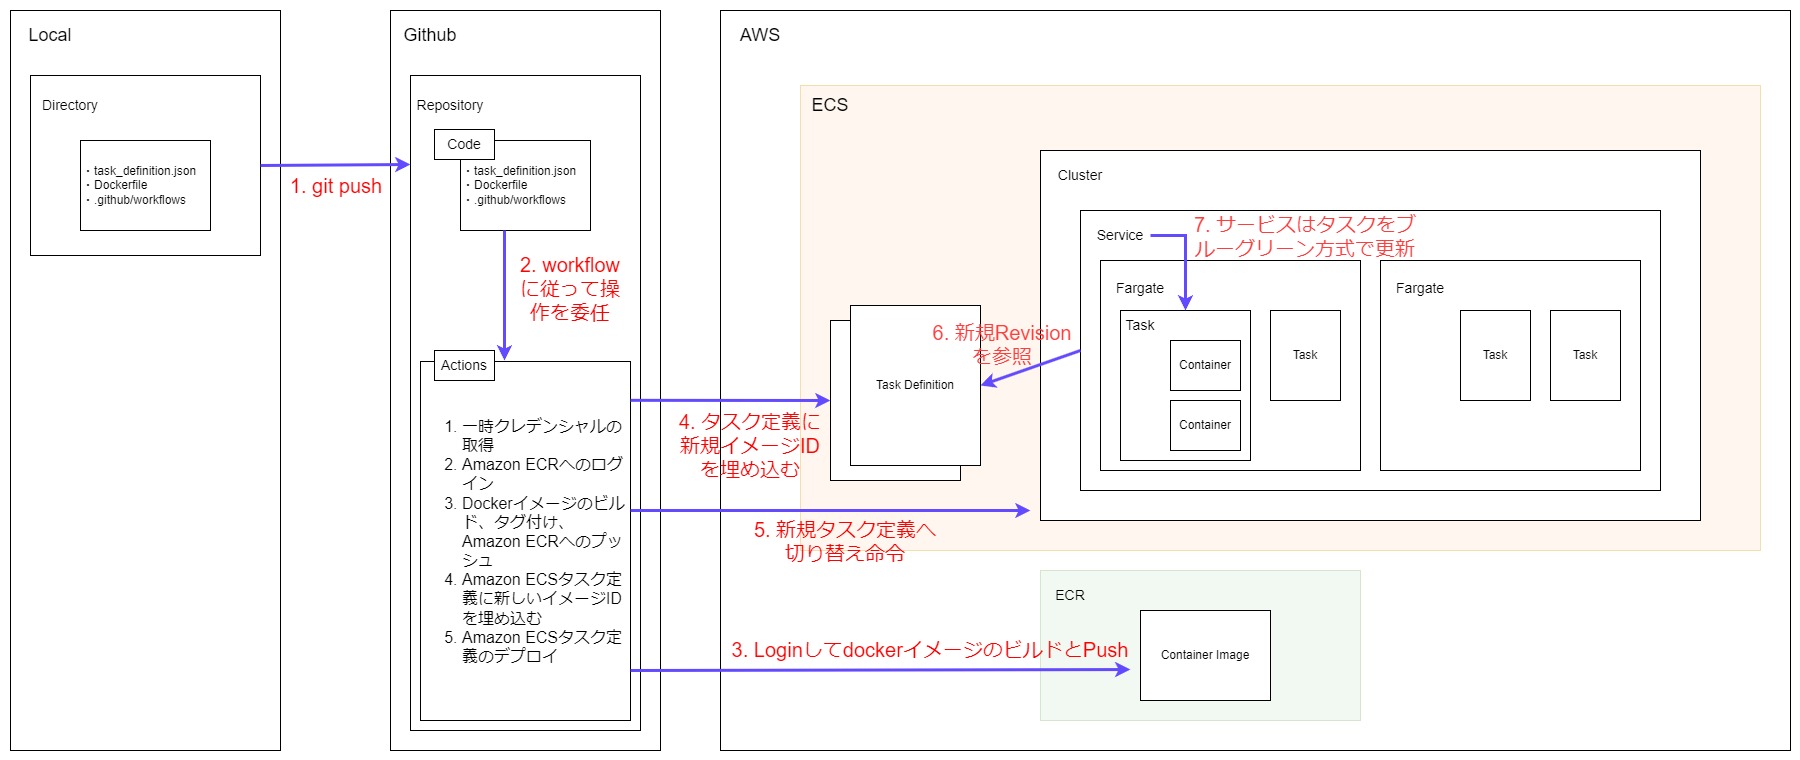 Local
Directory
・task_definition.json
・Dockerfile
・.github/workflows
1. git push
Github
Repository
Code
・task_definition.json
・Dockerfile
・.github/workflows
2. workflow
に従って操
作を委任
Actions
1. 一時クレデンシャルの
取得
2. Amazon ECRへのログ
イン
3. Dockerイメージのビル
ド、タグ付け、
Amazon ECRへのプッ
シュ
4. Amazon ECSタスク定
義に新しいイメージID
を埋め込む
5. Amazon ECSタスク定
義のデプロイ
AWS
ECS
4. タスク定義に
新規イメージID
を埋め込む
Task Definition
6. 新規Revision
を参照
5. 新規タスク定義へ
切り替え命令
Cluster
Service
7. サービスはタスクをブ
ルーグリーン方式で更新
Fargate
Task
Container
Container
Task
Fargate
Task
Task
ECR
3. Loginしてdockerイメージのビルドと​Push
Container Image